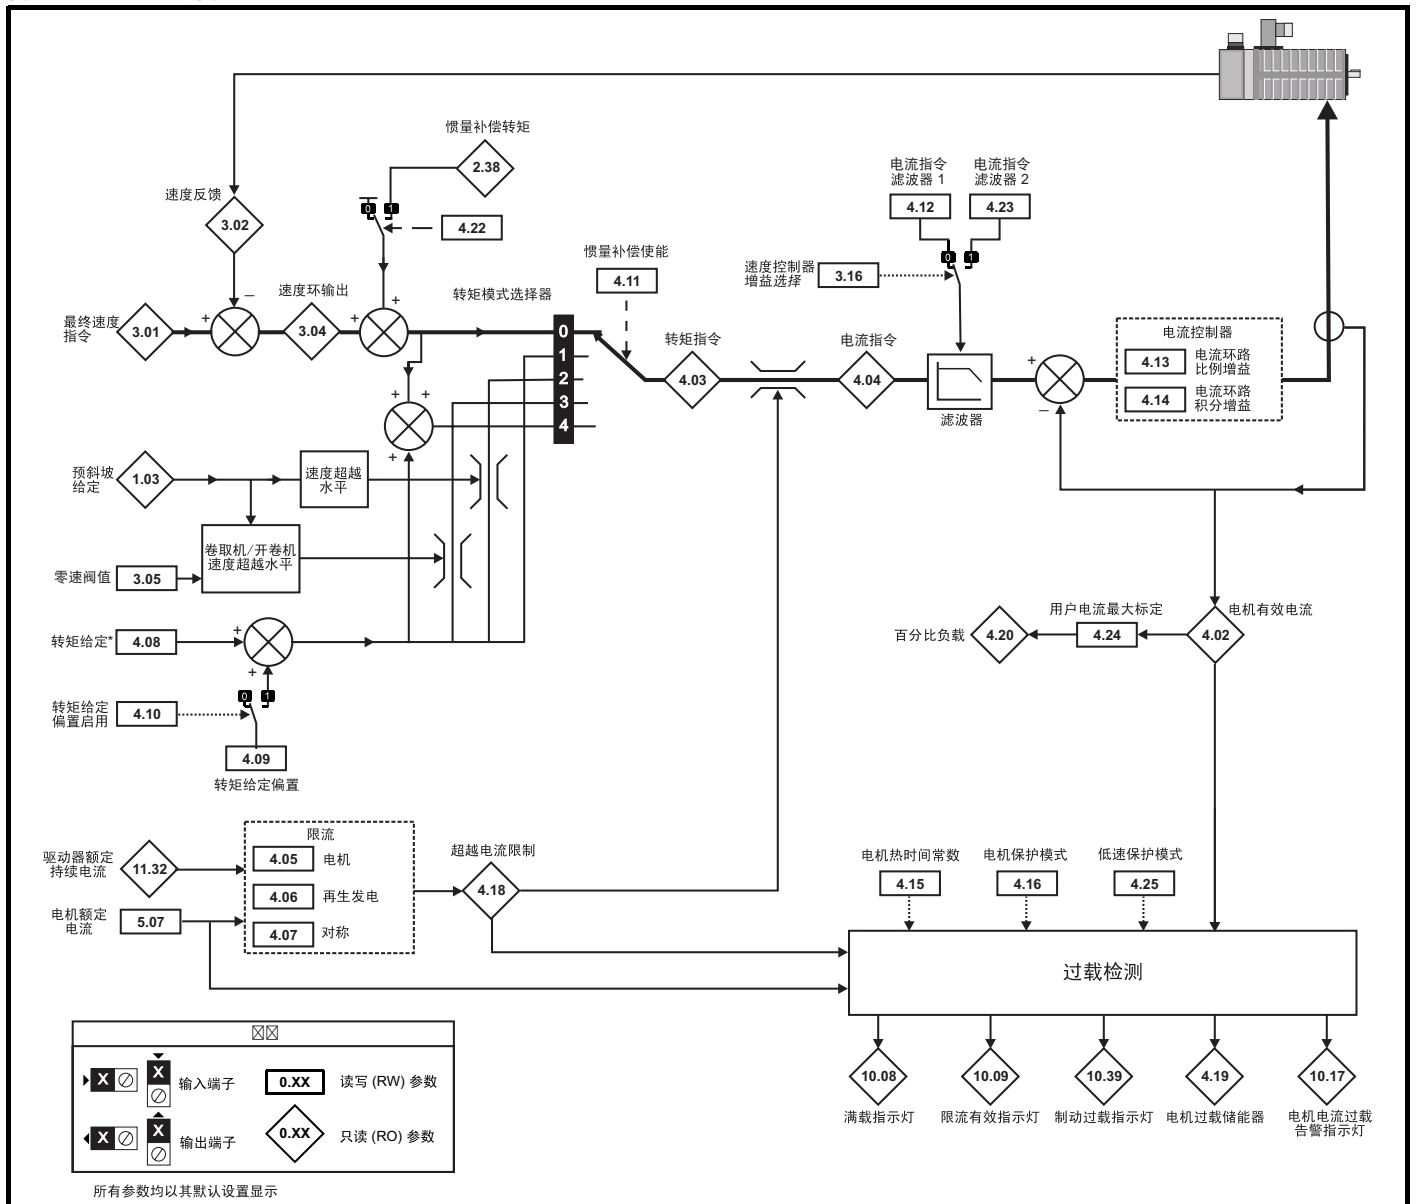 惯量补偿转矩
2.38
速度反馈
3.02
0 1
4.22
电流指令
滤波器 1
4.12
电流指令
滤波器 2
4.23
0 1
惯量补偿使能
4.11
速度控制器
增益选择
3.16
最终速度
指令
3.01
+
−
速度环输出
3.04
+
+
转矩模式选择器
0
1
2
3
4
转矩指令
4.03
电流指令
4.04
滤波器
+
−
电流控制器
4.13
电流环路
比例增益
4.14
电流环路
积分增益
+ +
+
预斜坡
给定
1.03
速度超越
水平
卷取机/开卷机
速度超越水平
零速阀值
3.05
转矩给定*
4.08
+
+
0 1
转矩给定
偏置启用
4.10
4.09
转矩给定偏置
百分比负载
4.20
用户电流最大标定
4.24
电机有效电流
4.02
驱动器额定
持续电流
11.32
电机额定
电流
5.07
限流
4.05 电机
4.06 再生发电
4.07 对称
超越电流限制
4.18
电机热时间常数
4.15
电机保护模式
4.16
低速保护模式
4.25
过载检测
10.08
满载指示灯
10.09
限流有效指示灯
10.39
制动过载指示灯
4.19
电机过载储能器
10.17
电机电流过载
告警指示灯
X X 输入端子
0.XX 读写 (RW) 参数
X X 输出端子
0.XX 只读 (RO) 参数
所有参数均以其默认设置显示